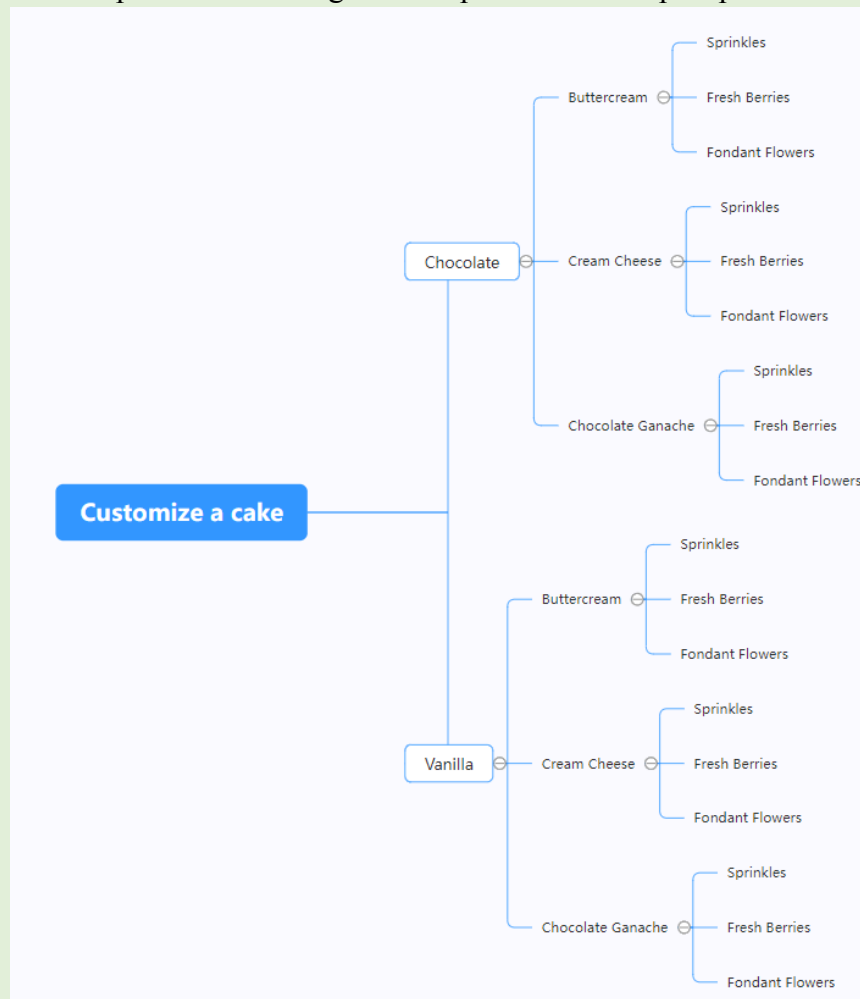 Sprinkles
Buttercream
Fresh Berries
Fondant Flowers
Sprinkles
Chocolate
Cream Cheese
Fresh Berries
Fondant Flowers
Sprinkles
Chocolate Ganache
Fresh Berries
Fondant Flowers
Customize a cake
Sprinkles
Buttercream
Fresh Berries
Fondant Flowers
Sprinkles
Vanilla
Cream Cheese
Fresh Berries
Fondant Flowers
Sprinkles
Chocolate Ganache
Fresh Berries
Fondant Flowers